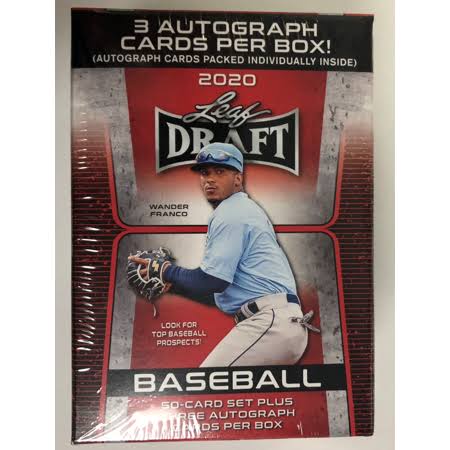 3 AUTOGRAPH
CARDS PER BOX!
(AUTOGRAPH CARDS PACKED INDIVIDUALLY INSIDE)
2020
Leaf
DRAFT
WANDER
FRANCO
LOOK FOR
TOP BASEBALL
PROSPECTS!
BASEBALL
50-CARD SET PLUS
THREE AUTOGRAPH
CARDS PER BOX